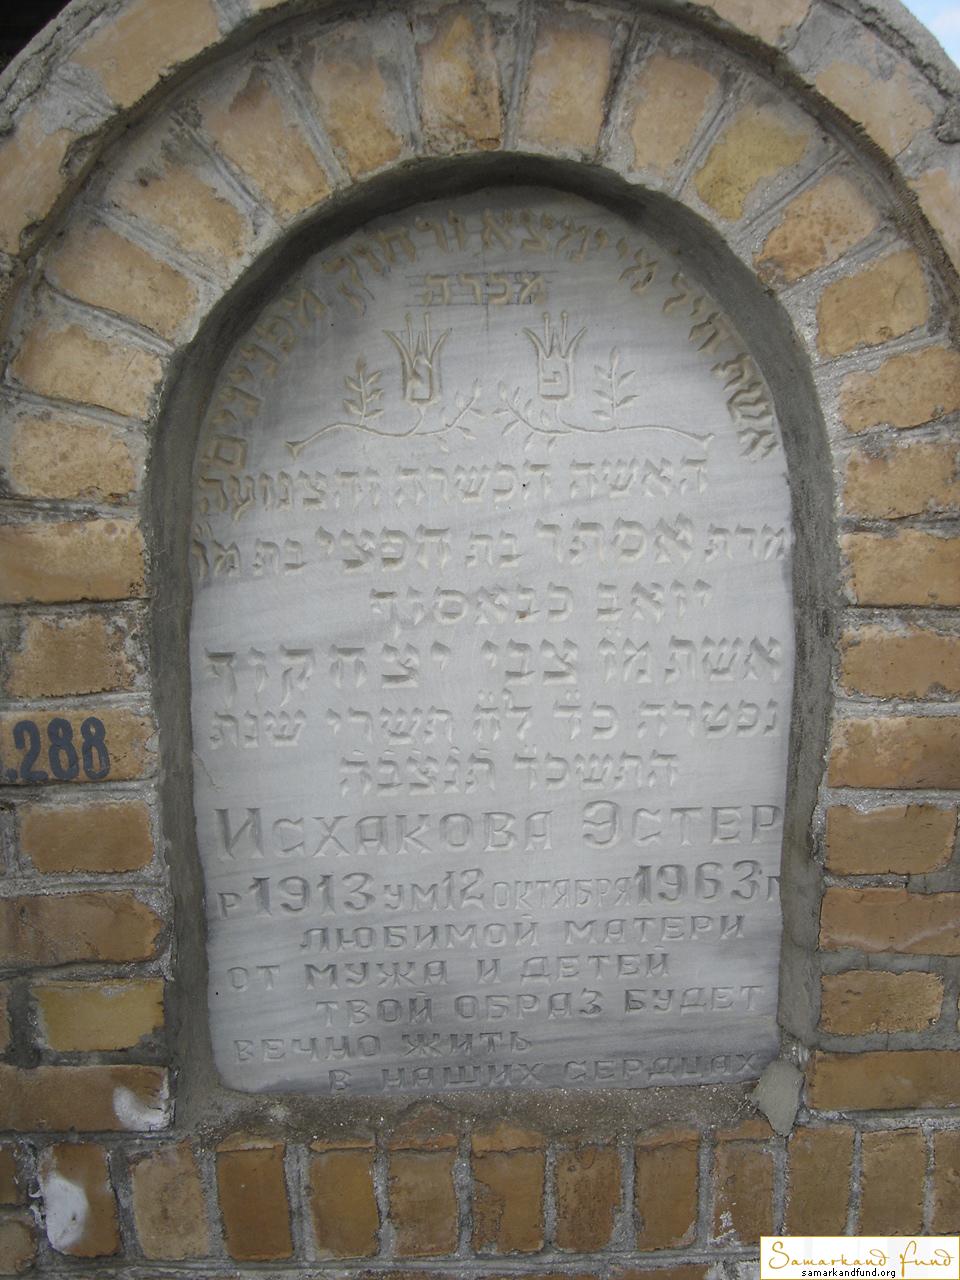 אשת חיל מי ימצא ורחוק מפנינים
מכרה
פ נ
האשה הכשרה והצנועה
מרת אסתר בת חפצי בת מו
יואב כבאסוף
אשת מו צבי יצחקוף
נפטרה כד לח תשרי שנת
התשכד תנצבה
Исхакова Эстер
р 1913 ум 12 октября 1963 г
любимой матери
от мужа и детей
твой образ будет
вечно жить
в наших сердцах
.288
Samarkand Fund
samarkandfund.org